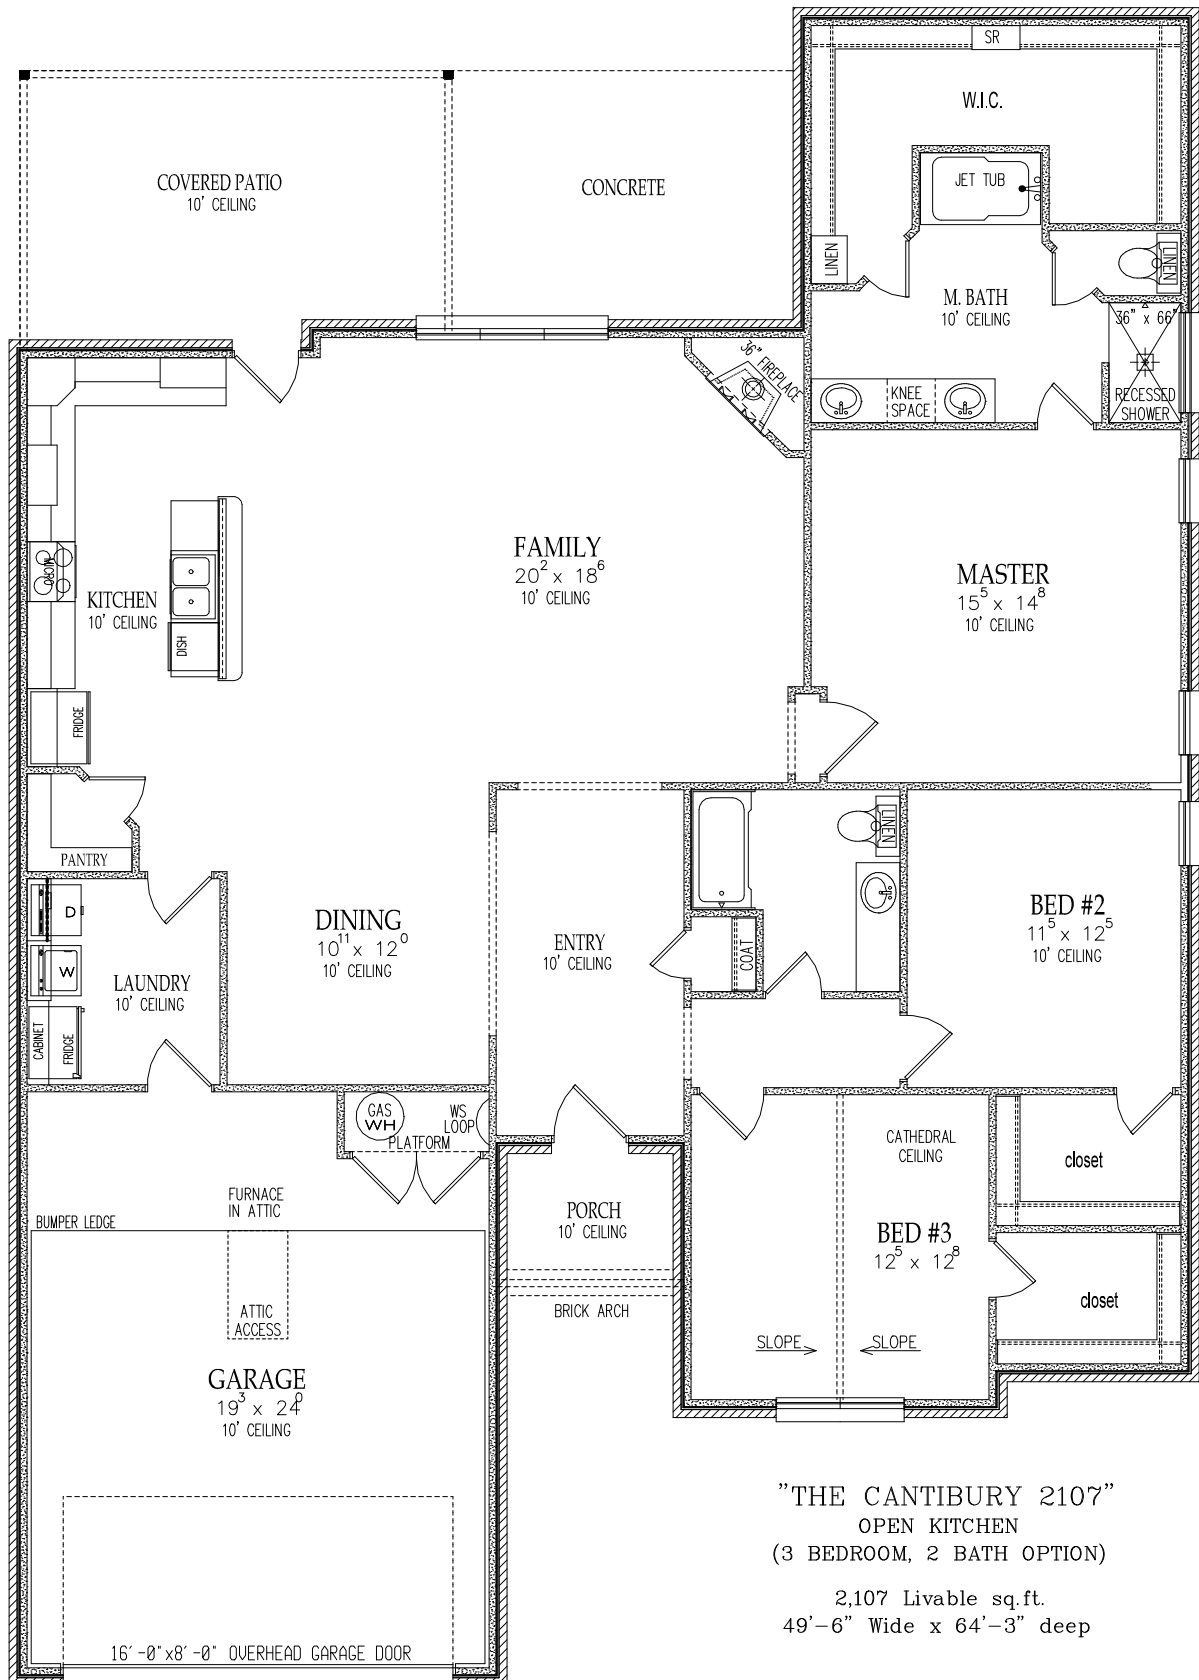 SR
W.I.C.
COVERED PATIO
10' CEILING
CONCRETE
JET TUB
LINEN
LINEN
M. BATH
10' CEILING
36" x 66"
RECESSED
SHOWER
36" FIREPLACE
KNEE
SPACE
FAMILY
20² x 18⁶
10' CEILING
MASTER
15⁵ x 14⁸
10' CEILING
MICRO
KITCHEN
10' CEILING
DISH
FRIDGE
PANTRY
LINEN
D
W
LAUNDRY
10' CEILING
CABINET
FRIDGE
DINING
10¹¹ x 12⁰
10' CEILING
ENTRY
10' CEILING
COAT
BED #2
11⁵ x 12⁵
10' CEILING
GAS
WH
WS
LOOP
PLATFORM
CATHEDRAL
CEILING
closet
FURNACE
IN ATTIC
BUMPER LEDGE
PORCH
10' CEILING
BED #3
12⁵ x 12⁸
closet
ATTIC
ACCESS
BRICK ARCH
SLOPE
SLOPE
GARAGE
19³ x 24⁰
10' CEILING
16'-0"x8'-0" OVERHEAD GARAGE DOOR
"THE CANTIBURY 2107"
OPEN KITCHEN
(3 BEDROOM, 2 BATH OPTION)
2,107 Livable sq.ft.
49'-6" Wide x 64'-3" deep